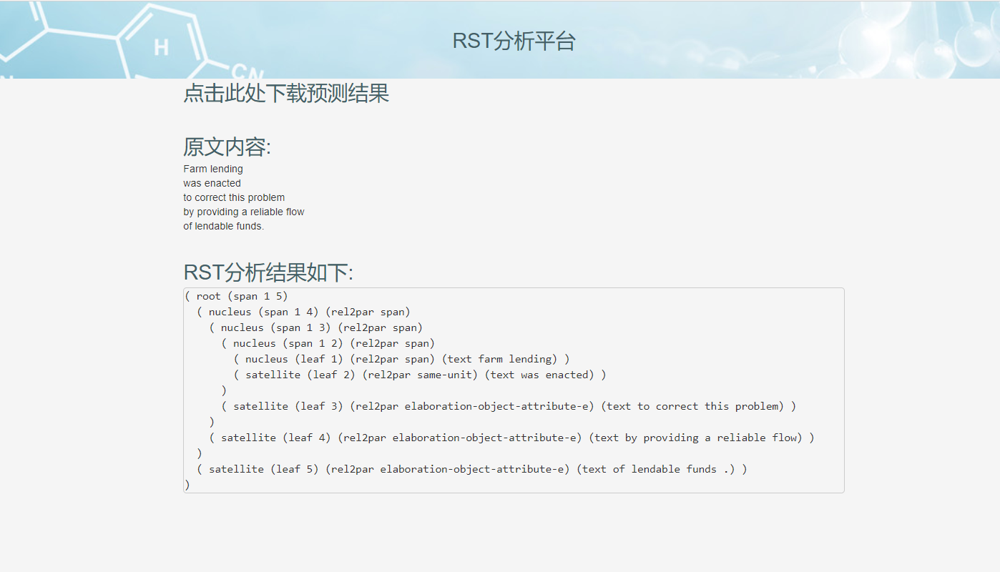 H
CN
N
RST分析平台
点击此处下载预测结果
原文内容:
Farm lending
was enacted
to correct this problem
by providing a reliable flow
of lendable funds.
RST分析结果如下:
( root (span 1 5)
  ( nucleus (span 1 4) (rel2par span)
    ( nucleus (span 1 3) (rel2par span)
      ( nucleus (span 1 2) (rel2par span)
        ( nucleus (leaf 1) (rel2par span) (text farm lending) )
        ( satellite (leaf 2) (rel2par same-unit) (text was enacted) )
      )
      ( satellite (leaf 3) (rel2par elaboration-object-attribute-e) (text to correct this problem) )
    )
    ( satellite (leaf 4) (rel2par elaboration-object-attribute-e) (text by providing a reliable flow) )
  )
  ( satellite (leaf 5) (rel2par elaboration-object-attribute-e) (text of lendable funds .) )
)